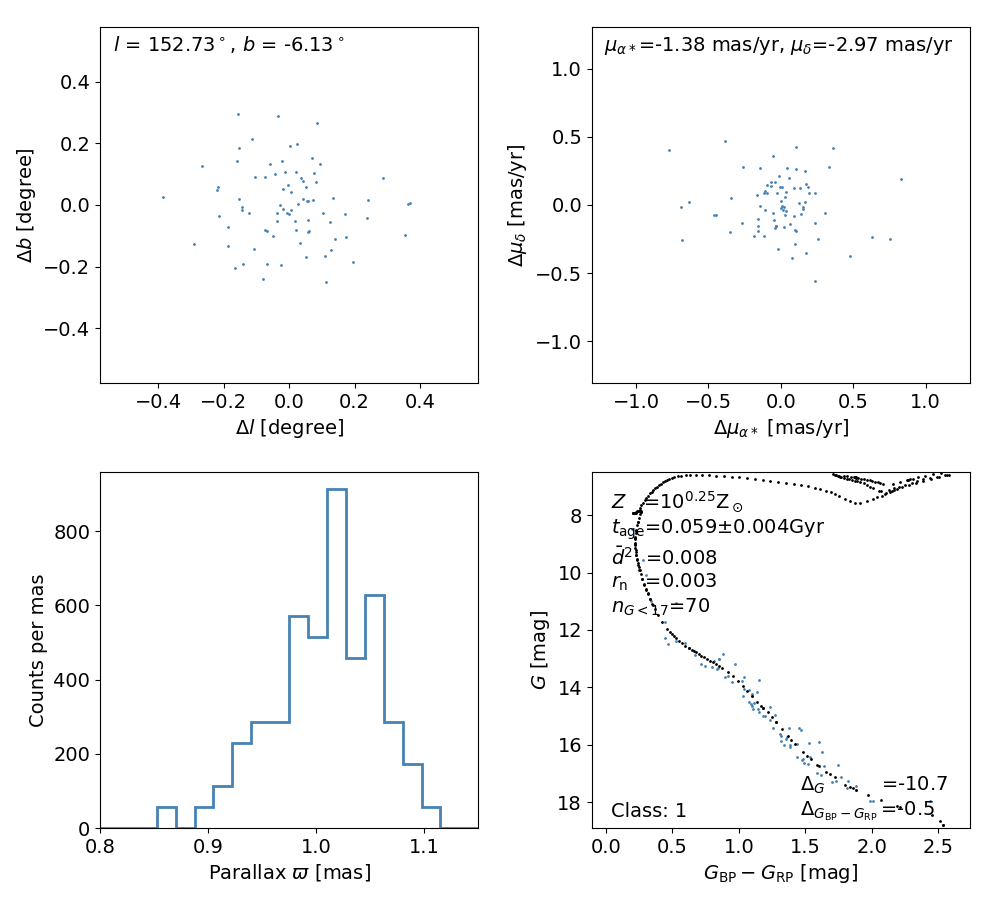 l = 152.73°, b = -6.13°
0.4
0.2
0.0
−0.2
−0.4
Δb [degree]
−0.4 −0.2 0.0 0.2 0.4
Δl [degree]
μα*=-1.38 mas/yr, μδ=-2.97 mas/yr
1.0
0.5
0.0
−0.5
−1.0
Δμδ [mas/yr]
−1.0 −0.5 0.0 0.5 1.0
Δμα* [mas/yr]
800
600
400
200
0
Counts per mas
0.8 0.9 1.0 1.1
Parallax ϖ [mas]
Z =10^0.25 Z⊙
t_age=0.059±0.004Gyr
d̄² =0.008
r_n =0.003
n_G<17=70
8
10
12
14
16
18
G [mag]
Δ_G =-10.7
Δ_GBP−GRP =-0.5
Class: 1
0.0 0.5 1.0 1.5 2.0 2.5
G_BP − G_RP [mag]